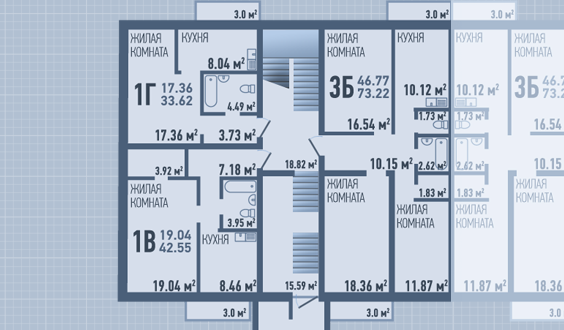 3.0 м²
3.0 м²
3.0 м²
ЖИЛАЯ
КОМНАТА
КУХНЯ
8.04 м²
1Г
17.36
33.62
4.49 м²
17.36 м²
3.73 м²
ЖИЛАЯ
КОМНАТА
КУХНЯ
3Б
46.77
73.22
10.12 м²
1.73 м²
16.54 м²
КУХНЯ
10.12 м²
1.73 м²
ЖИЛАЯ
КОМНАТА
3Б
46.7
73.2
16.54
3.92 м²
7.18 м²
18.82 м²
10.15 м²
2.62 м²
1.83 м²
2.62 м²
1.83 м²
10.15
ЖИЛАЯ
КОМНАТА
1В
19.04
42.55
3.95 м²
КУХНЯ
19.04 м²
8.46 м²
15.59 м²
ЖИЛАЯ
КОМНАТА
18.36 м²
ЖИЛАЯ
КОМНАТА
11.87 м²
ЖИЛАЯ
КОМНАТА
11.87 м²
ЖИЛАЯ
КОМНАТА
18.36
3.0 м²
3.0 м²
3.0 м²